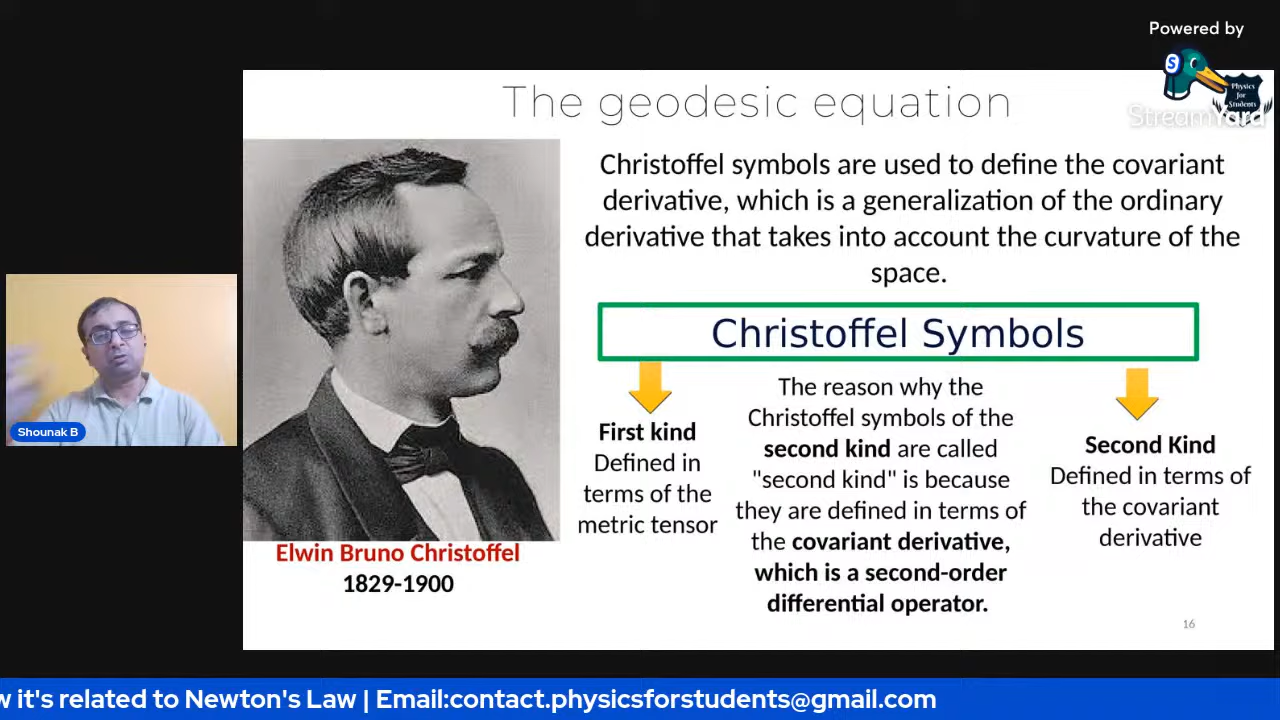 Powered by
S
Physics
for
Students
StreamYard
The geodesic equation
Christoffel symbols are used to define the covariant
derivative, which is a generalization of the ordinary
derivative that takes into account the curvature of the
space.
Christoffel Symbols
First kind
Defined in
terms of the
metric tensor
The reason why the
Christoffel symbols of the
second kind are called
"second kind" is because
they are defined in terms of
the covariant derivative,
which is a second-order
differential operator.
Second Kind
Defined in terms of
the covariant
derivative
Elwin Bruno Christoffel
1829-1900
16
Shounak B
w it's related to Newton's Law | Email:contact.physicsforstudents@gmail.com